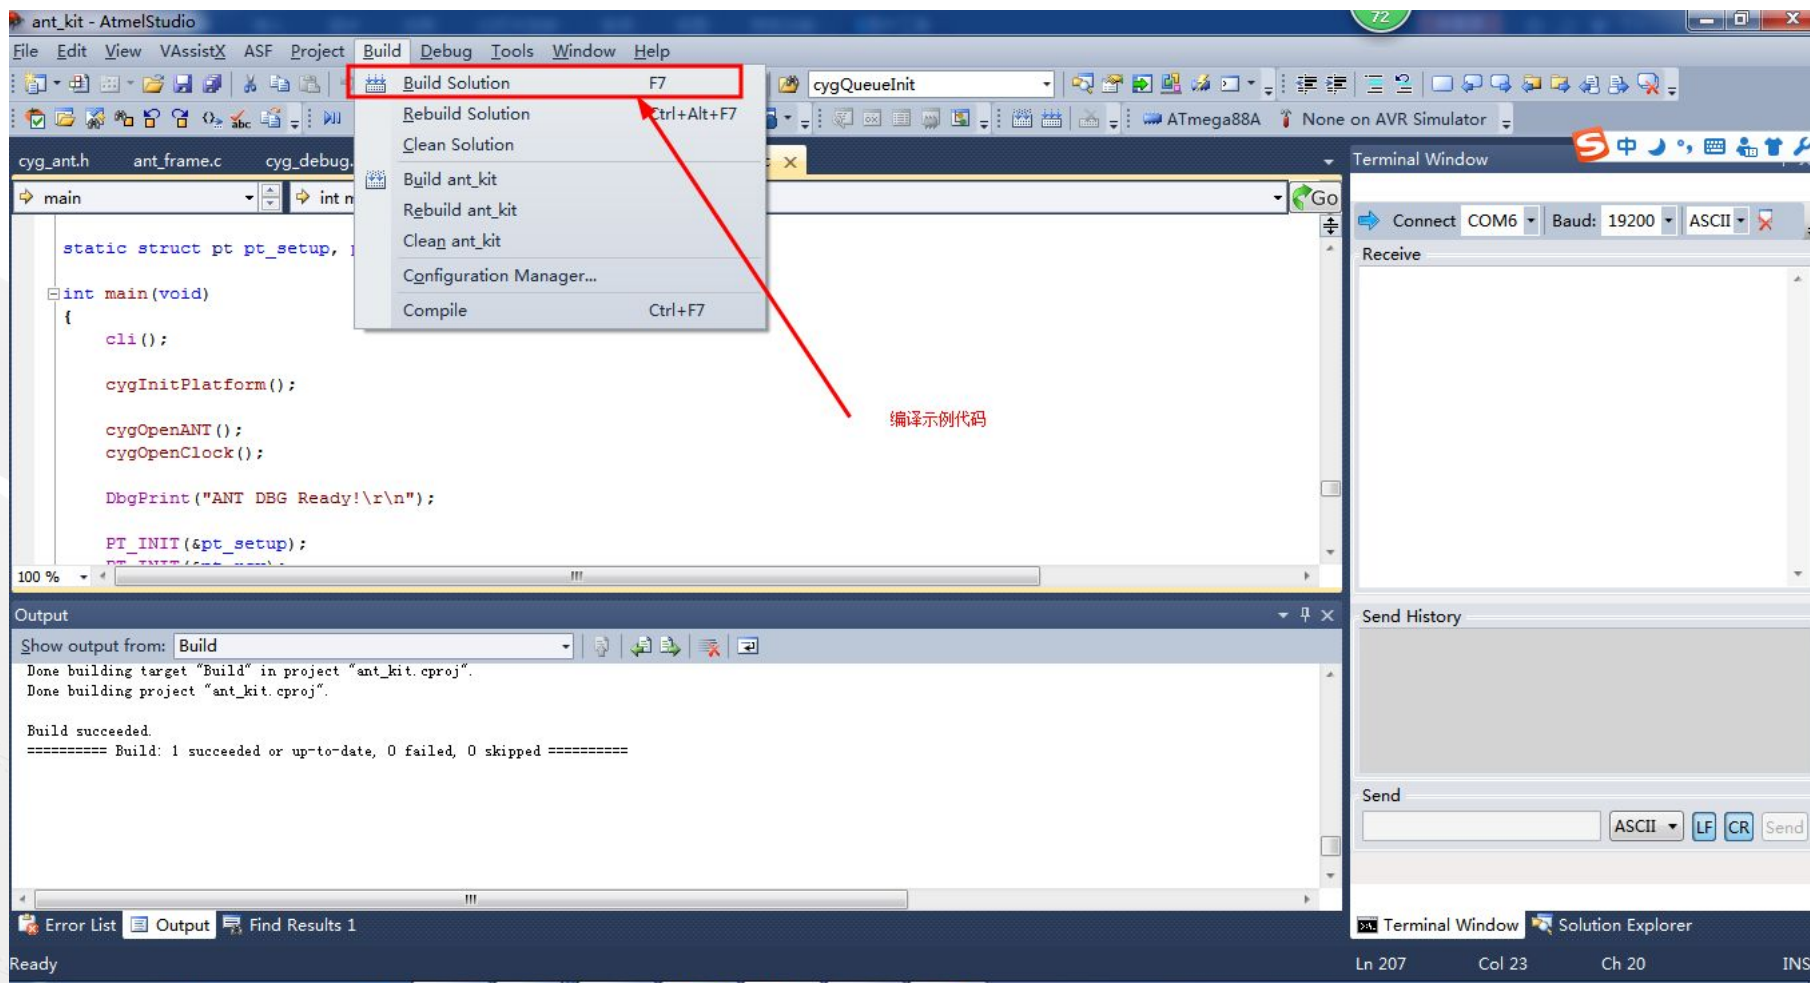 ant_kit - AtmelStudio
72
File Edit View VAssistX ASF Project Build Debug Tools Window Help
Build Solution F7
cygQueueInit
Rebuild Solution Ctrl+Alt+F7
ATmega88A None on AVR Simulator
Clean Solution
中
cyg_ant.h ant_frame.c cyg_debug.
Terminal Window
Build ant_kit
main
int m
Go
Rebuild ant_kit
Connect COM6 Baud: 19200 ASCII
Clean ant_kit
static struct pt pt_setup,
Receive
Configuration Manager...
int main(void)
Compile Ctrl+F7
{
cli();
cygInitPlatform();
编译示例代码
cygOpenANT();
cygOpenClock();
DbgPrint("ANT DBG Ready!\r\n");
PT_INIT(&pt_setup);
100 %
Output
Send History
Show output from: Build
Done building target "Build" in project "ant_kit.cproj".
Done building project "ant_kit.cproj".
Build succeeded.
========== Build: 1 succeeded or up-to-date, 0 failed, 0 skipped ==========
Send
ASCII LF CR Send
Error List Output Find Results 1
Terminal Window Solution Explorer
Ready
Ln 207 Col 23 Ch 20 INS